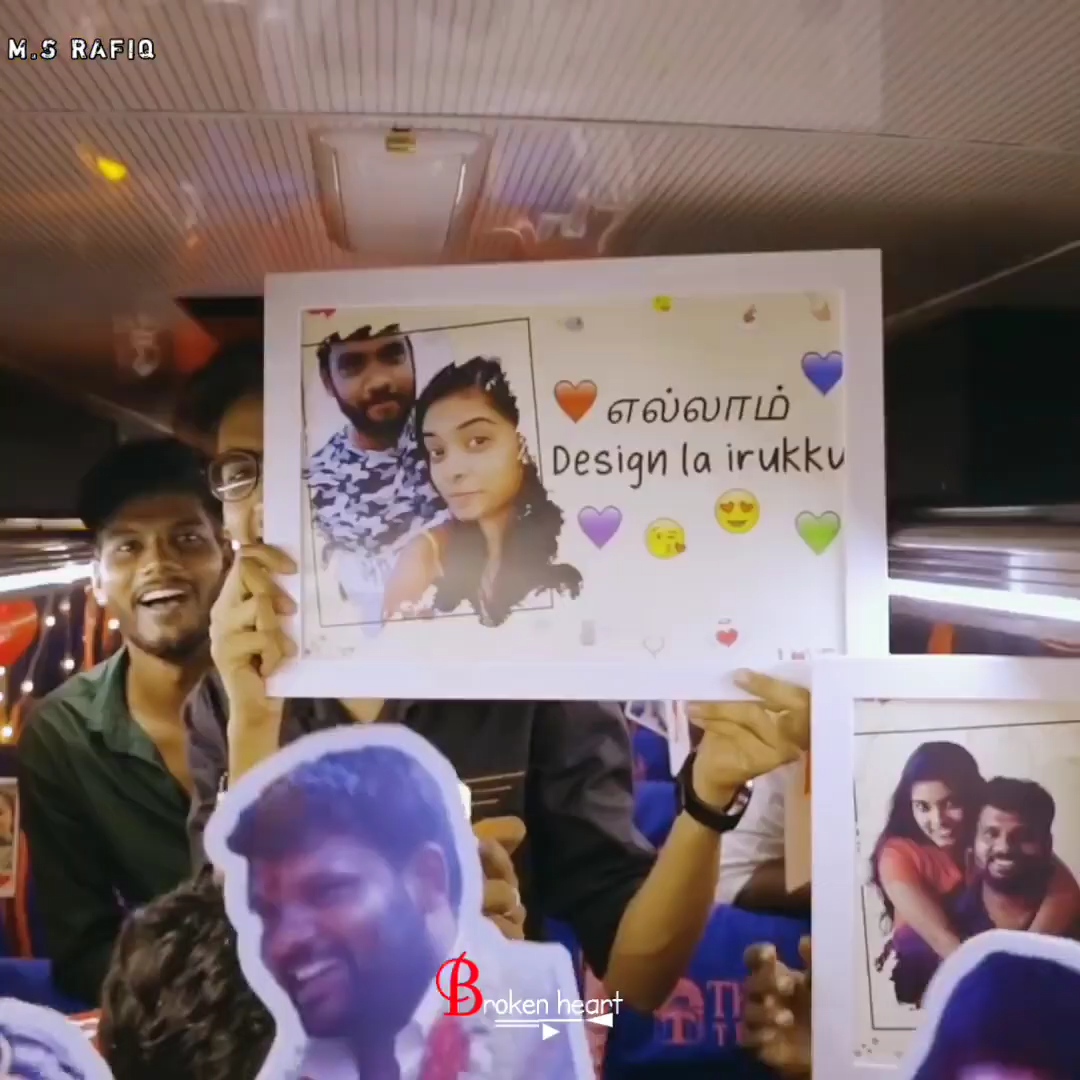 M.S RAFIQ
எல்லாம்
Design la irukku
Broken heart